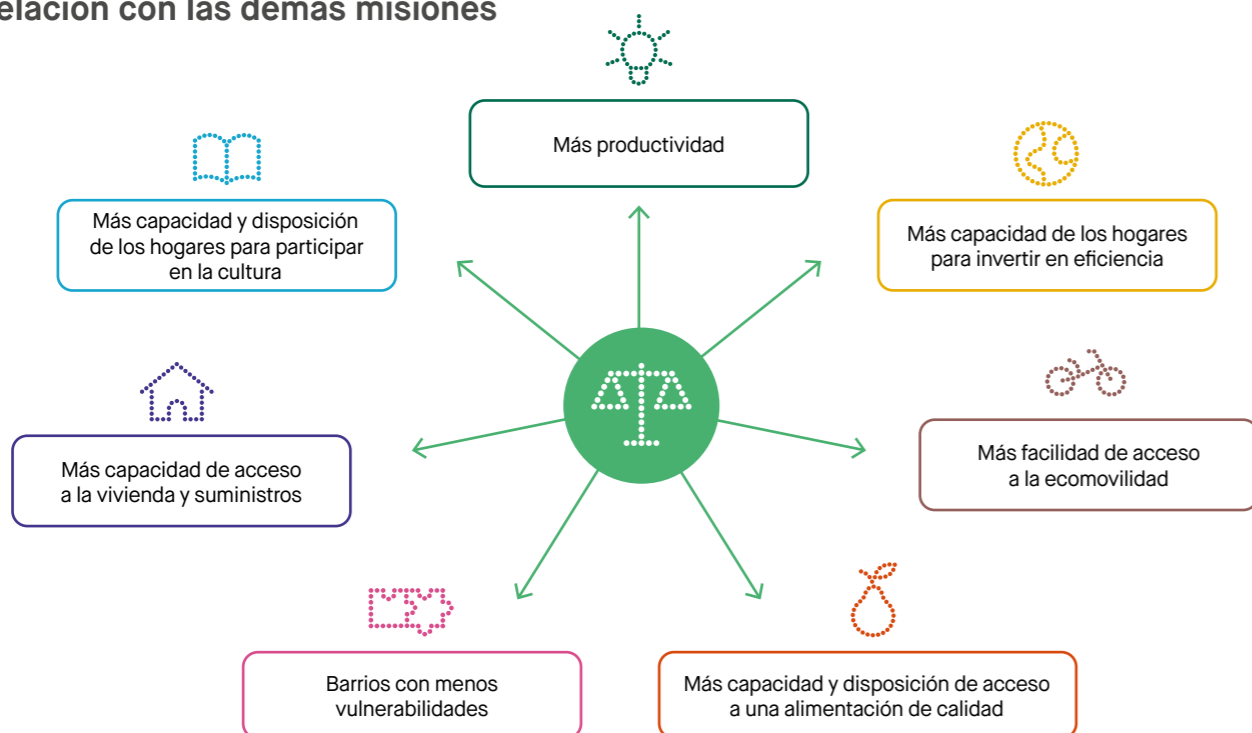 elación con las demás misiones
Más productividad
Más capacidad y disposición
de los hogares para participar
en la cultura
Más capacidad de los hogares
para invertir en eficiencia
Más capacidad de acceso
a la vivienda y suministros
Más facilidad de acceso
a la ecomovilidad
Barrios con menos
vulnerabilidades
Más capacidad y disposición de acceso
a una alimentación de calidad